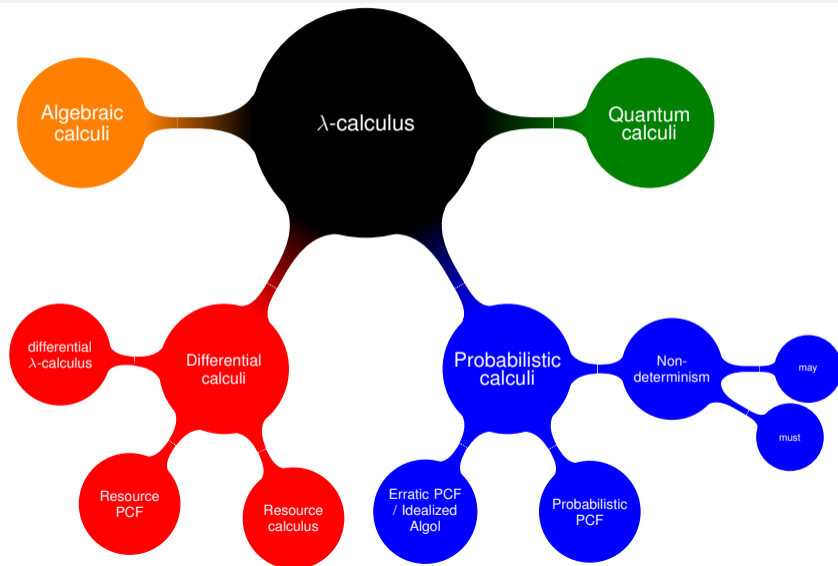 λ-calculus
Algebraic
calculi
Quantum
calculi
differential
λ-calculus
Differential
calculi
Resource
PCF
Resource
calculus
Probabilistic
calculi
Non-
determinism
may
must
Erratic PCF
/ Idealized
Algol
Probabilistic
PCF